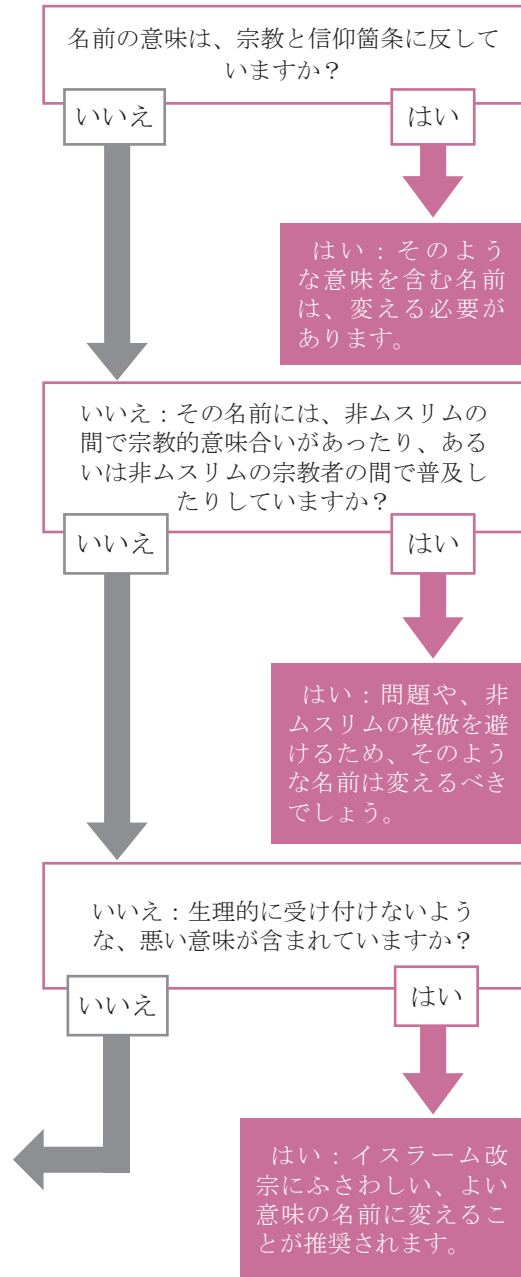 名前の意味は、宗教と信仰箇条に反して
いますか？
いいえ
はい
はい：そのよう
な意味を含む名前
は、変える必要が
あります。
いいえ：その名前には、非ムスリムの
間で宗教的意味合いがあったり、ある
いは非ムスリムの宗教者の間で普及し
たりしていますか？
いいえ
はい
はい：問題や、非
ムスリムの模倣を避
けるため、そのよう
な名前は変えるべき
でしょう。
いいえ：生理的に受け付けないよう
な、悪い意味が含まれていますか？
いいえ
はい
はい：イスラーム改
宗にふさわしい、よい
意味の名前に変えるこ
とが推奨されます。